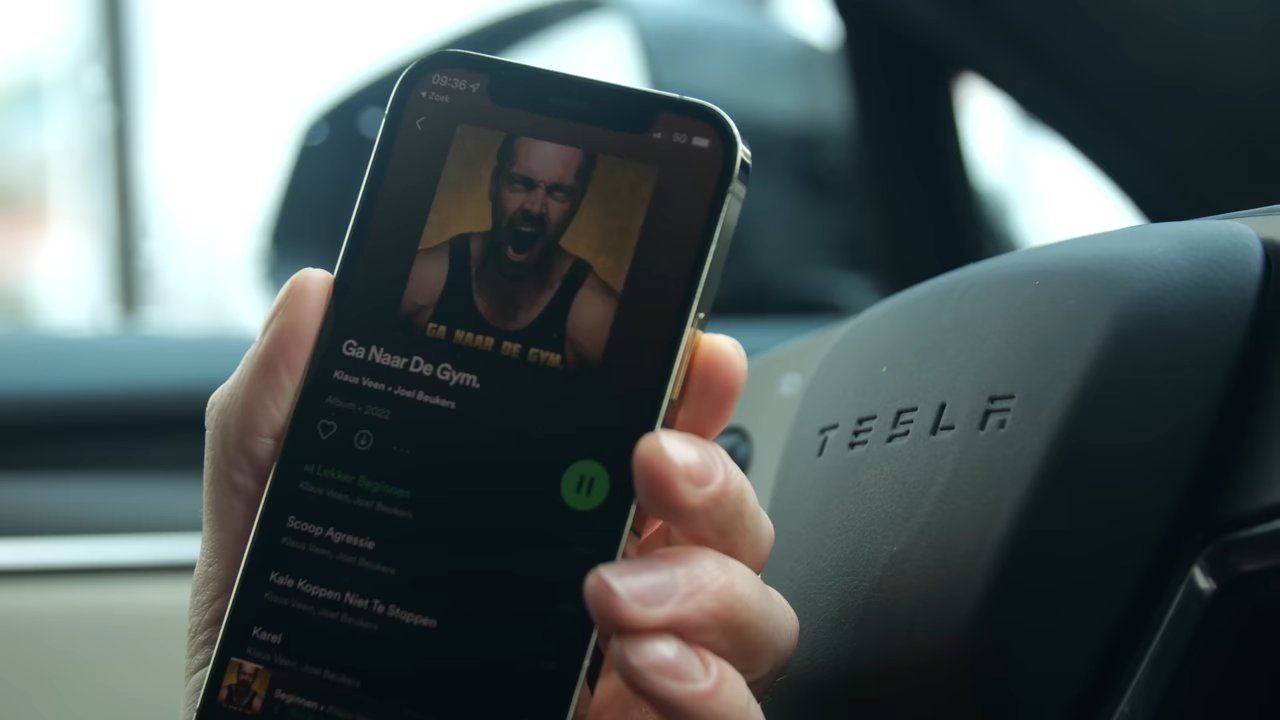 09:36
Zoek
5G
GA NAAR DE GYM.
Ga Naar De Gym.
Klaus Veen • Joel Beukers
Album • 2022
Lekker Beginnen
Klaus Veen, Joel Beukers
Scoop Agressie
Klaus Veen, Joel Beukers
Kale Koppen Niet Te Stoppen
Klaus Veen, Joel Beukers
Karel
Klaus Veen, Joel Beukers
Beginnen •
TESLA